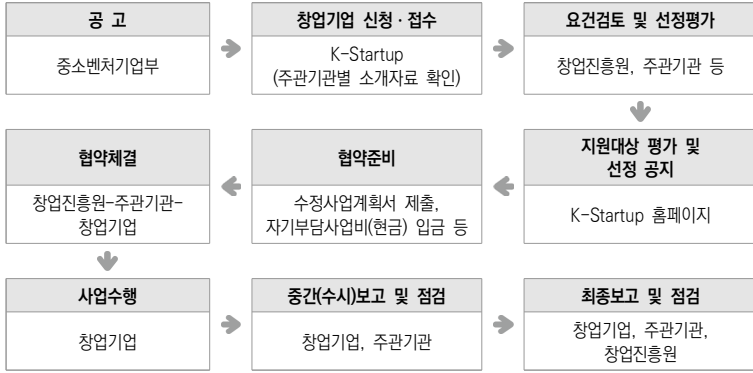 공 고
중소벤처기업부
창업기업 신청·접수
K-Startup
(주관기관별 소개자료 확인)
요건검토 및 선정평가
창업진흥원, 주관기관 등
지원대상 평가 및
선정 공지
K-Startup 홈페이지
협약준비
수정사업계획서 제출,
자기부담사업비(현금) 입금 등
협약체결
창업진흥원-주관기관-
창업기업
사업수행
창업기업
중간(수시)보고 및 점검
창업기업, 주관기관
최종보고 및 점검
창업기업, 주관기관,
창업진흥원